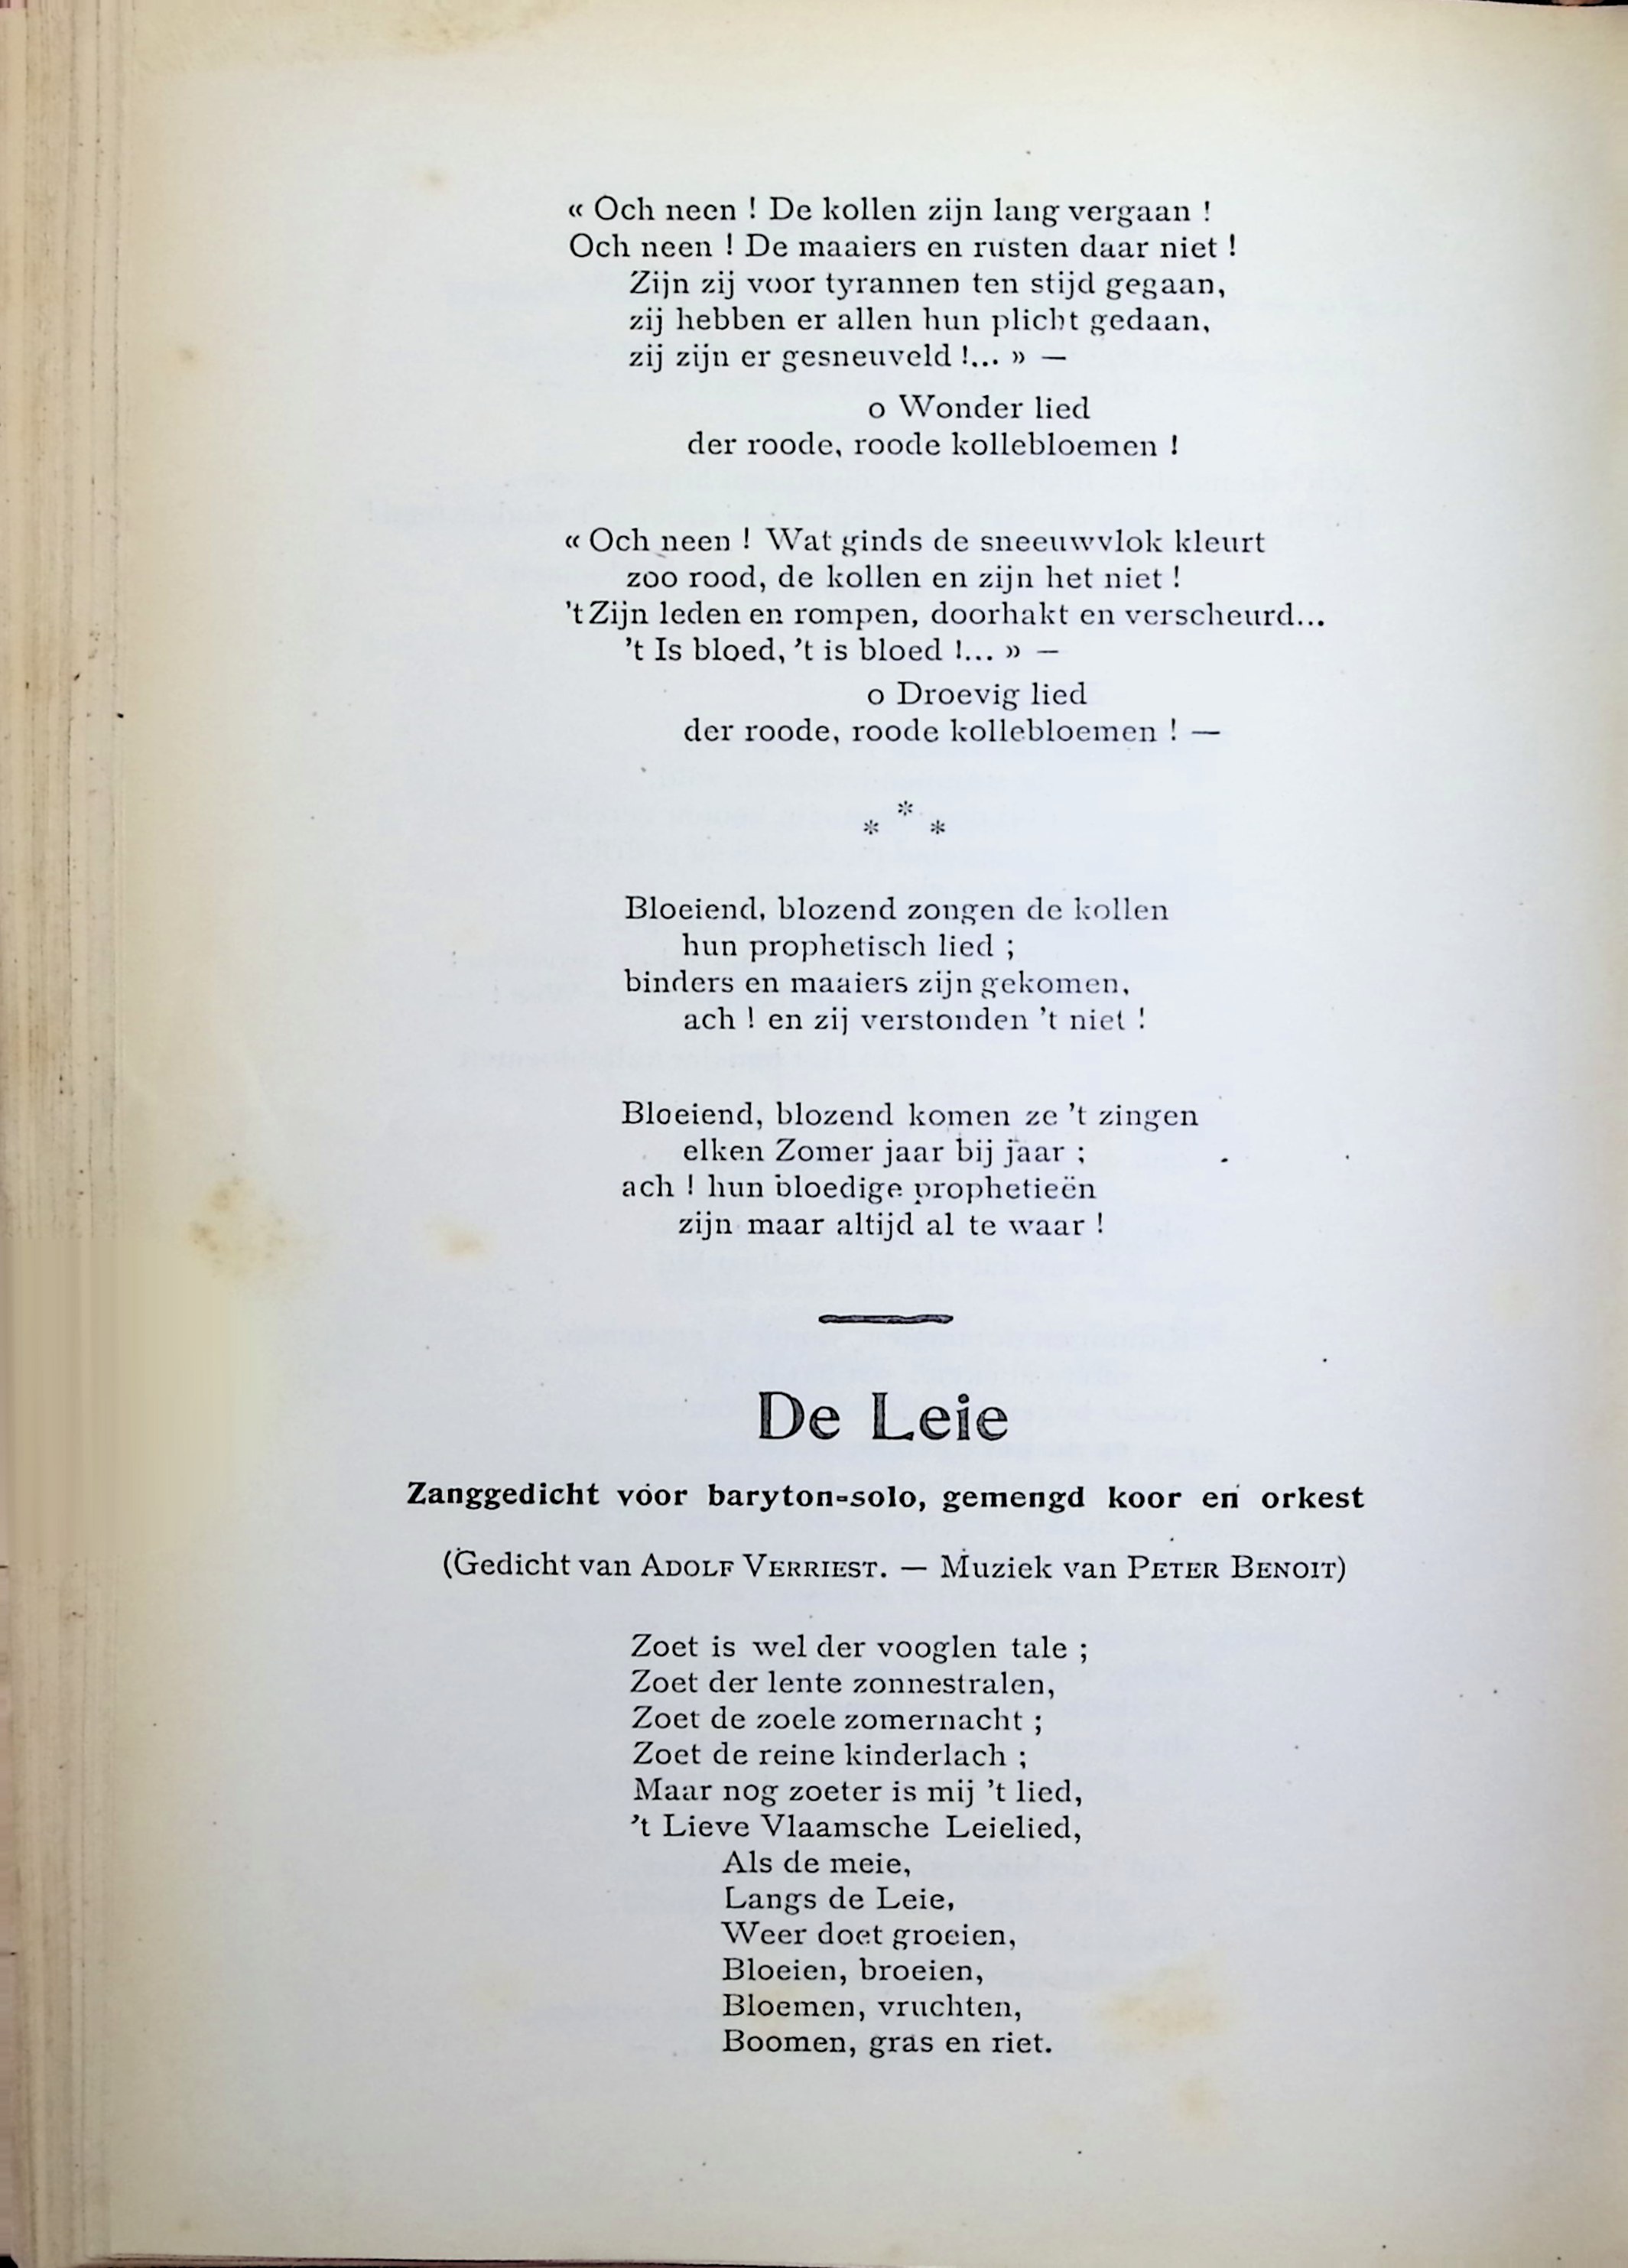 « Och neen ! De kollen zijn lang vergaan !
Och neen ! De maaiers en rusten daar niet !
Zijn zij voor tyrannen ten stijd gegaan,
zij hebben er allen hun plicht gedaan,
zij zijn er gesneuveld !... » —
o Wonder lied
der roode, roode kollebloemen !
« Och neen ! Wat ginds de sneeuwvlok kleurt
zoo rood, de kollen en zijn het niet !
't Zijn leden en rompen, doorhakt en verscheurd...
't Is bloed, 't is bloed !... » —
o Droevig lied
der roode, roode kollebloemen ! —
* * *
Bloeiend, blozend zongen de kollen
hun prophetisch lied ;
binders en maaiers zijn gekomen,
ach ! en zij verstonden 't niet !
Bloeiend, blozend komen ze 't zingen
elken Zomer jaar bij jaar ;
ach ! hun bloedige prophetieën
zijn maar altijd al te waar !
De Leie
Zanggedicht voor baryton-solo, gemengd koor en orkest
(Gedicht van ADOLF VERRIEST. — Muziek van PETER BENOIT)
Zoet is wel der vooglen tale ;
Zoet der lente zonnestralen,
Zoet de zoele zomernacht ;
Zoet de reine kinderlach ;
Maar nog zoeter is mij 't lied,
't Lieve Vlaamsche Leielied,
Als de meie,
Langs de Leie,
Weer doet groeien,
Bloeien, broeien,
Bloemen, vruchten,
Boomen, gras en riet.